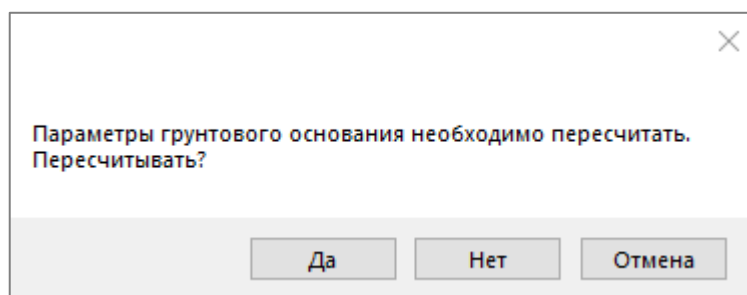 Параметры грунтового основания необходимо пересчитать.
Пересчитывать?
Да
Нет
Отмена